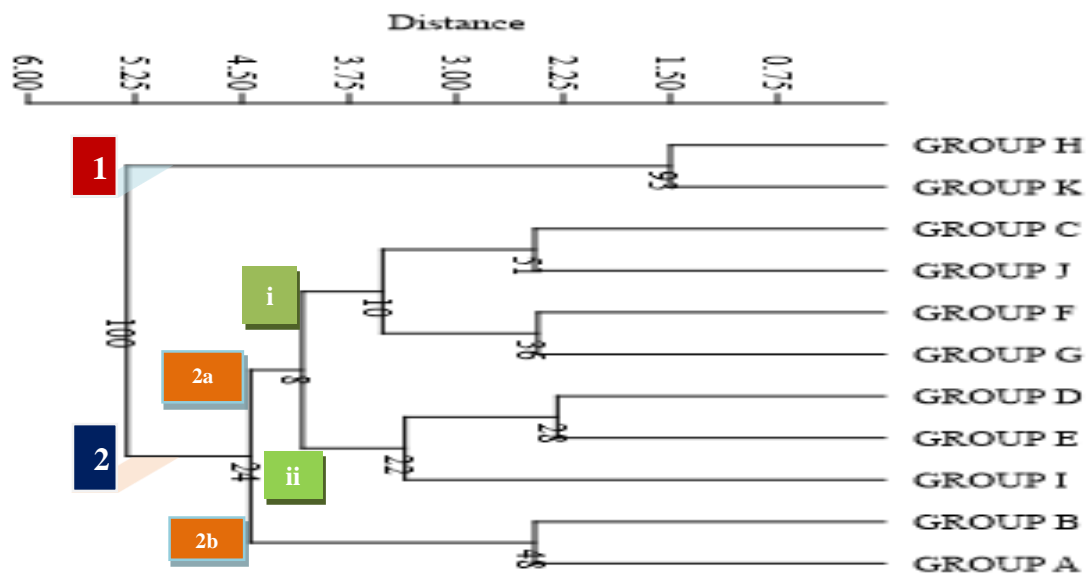 Distance
6.00 5.25 4.50 3.75 3.00 2.25 1.50 0.75
GROUP H
1
93
GROUP K
GROUP C
51
GROUP J
i
10
GROUP F
36
GROUP G
100
2a
8
GROUP D
28
GROUP E
2
24
22
ii
GROUP I
GROUP B
2b
48
GROUP A